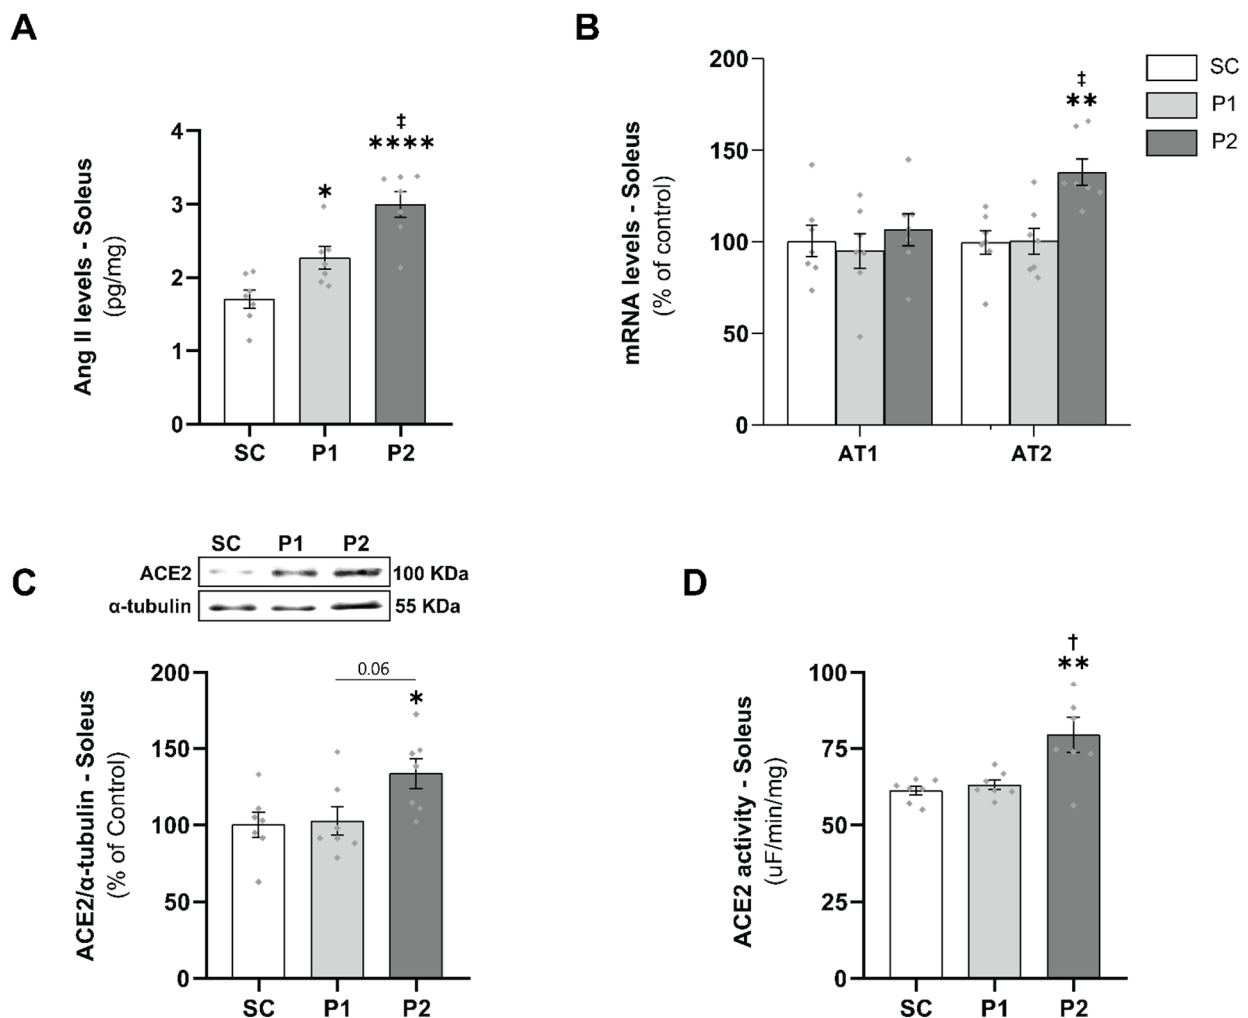 A
Ang II levels - Soleus
(pg/mg)
4
3
2
1
0
*
‡
****
SC P1 P2
B
mRNA levels - Soleus
(% of control)
200
150
100
50
0
‡
**
AT1 AT2
SC
P1
P2
C
SC P1 P2
ACE2 100 KDa
α-tubulin 55 KDa
ACE2/α-tubulin - Soleus
(% of Control)
200
150
100
50
0
0.06
*
SC P1 P2
D
ACE2 activity - Soleus
(uF/min/mg)
100
75
50
25
0
†
**
SC P1 P2